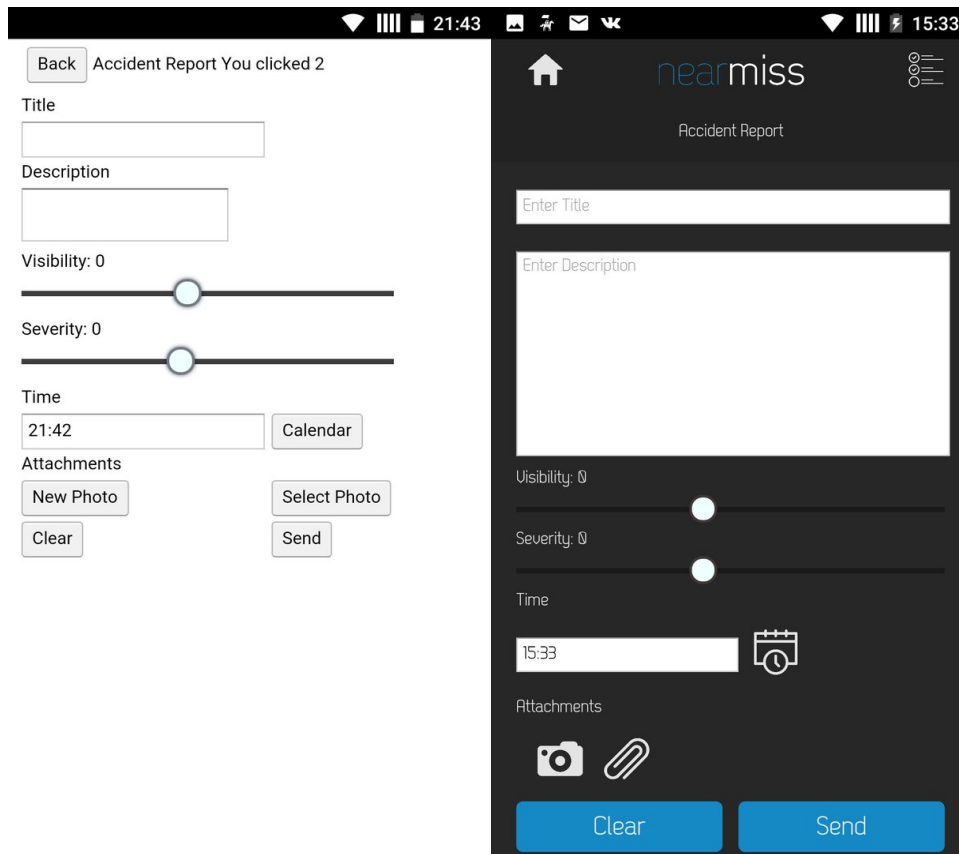 21:43
Back Accident Report You clicked 2
Title
Description
Visibility: 0
Severity: 0
Time
21:42 Calendar
Attachments
New Photo Select Photo
Clear Send
15:33
nearmiss
Accident Report
Enter Title
Enter Description
Visibility: 0
Severity: 0
Time
15:33
Attachments
Clear Send